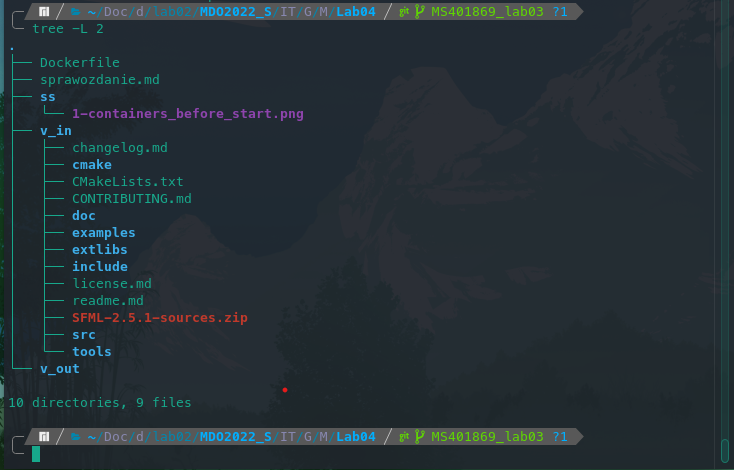 ~/Doc/d/lab02/MDO2022_S/IT/G/M/Lab04 git MS401869_lab03 ?1
tree -L 2
.
├── Dockerfile
├── sprawozdanie.md
├── ss
│   └── 1-containers_before_start.png
├── v_in
│   ├── changelog.md
│   ├── cmake
│   ├── CMakeLists.txt
│   ├── CONTRIBUTING.md
│   ├── doc
│   ├── examples
│   ├── extlibs
│   ├── include
│   ├── license.md
│   ├── readme.md
│   ├── SFML-2.5.1-sources.zip
│   ├── src
│   └── tools
└── v_out
10 directories, 9 files
~/Doc/d/lab02/MDO2022_S/IT/G/M/Lab04 git MS401869_lab03 ?1